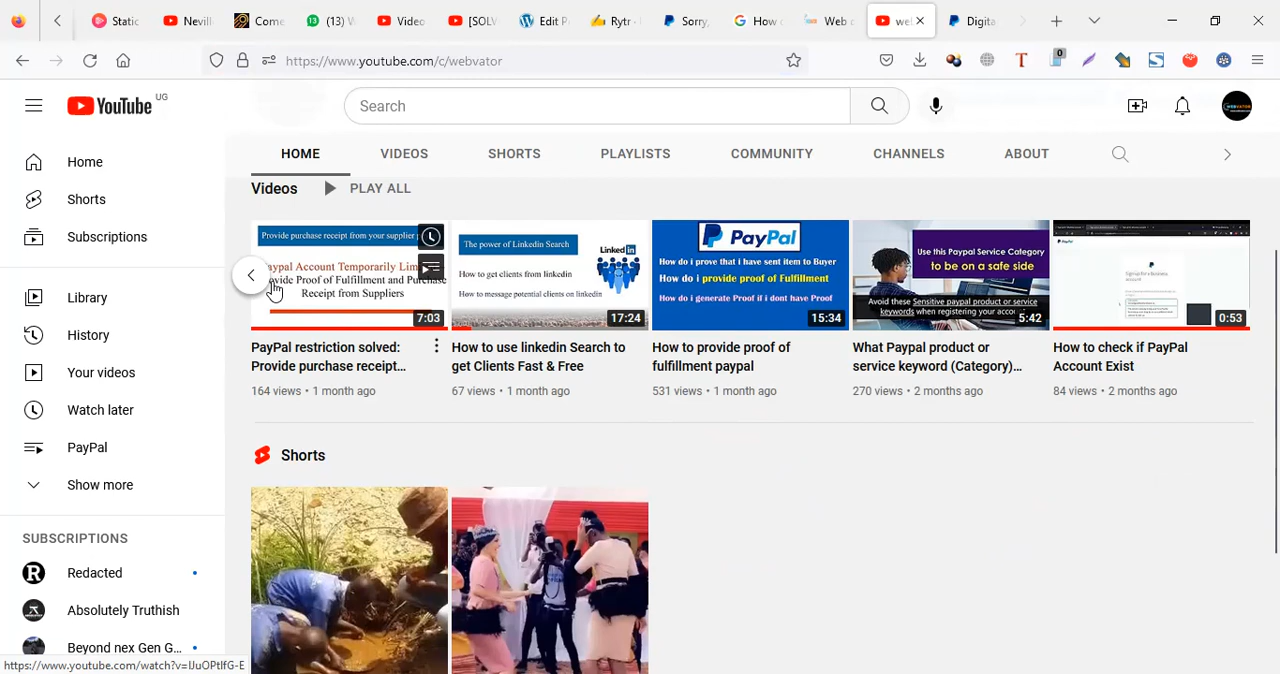 Static
Nevill
Come
(13) W
Video
[SOLV
Edit P
Rytr -
Sorry,
How c
Web d
wel
Digita
https://www.youtube.com/c/webvator
0
T
S
YouTube UG
Search
Home
Shorts
Subscriptions
Library
History
Your videos
Watch later
PayPal
Show more
SUBSCRIPTIONS
Redacted
Absolutely Truthish
Beyond nex Gen G...
HOME VIDEOS SHORTS PLAYLISTS COMMUNITY CHANNELS ABOUT
Videos PLAY ALL
Provide purchase receipt from your supplier
aypal Account Temporarily Lim
ide Proof of Fulfillment and Purchase
Receipt from Suppliers
7:03
PayPal restriction solved:
Provide purchase receipt...
164 views • 1 month ago
The power of Linkedin Search
LinkedIn
How to get clients from linkedin
How to message potential clients on linkedin
17:24
How to use linkedin Search to
get Clients Fast & Free
67 views • 1 month ago
PayPal
How do i prove that i have sent item to Buyer
How do i provide proof of Fulfillment
How do i generate Proof if i dont have Proof
15:34
How to provide proof of
fulfillment paypal
531 views • 1 month ago
Use this Paypal Service Category
to be on a safe side
Avoid these Sensitive paypal product or service
keywords when registering your accou
5:42
What Paypal product or
service keyword (Category)...
270 views • 2 months ago
PayPal
0:53
How to check if PayPal
Account Exist
84 views • 2 months ago
Shorts
https://www.youtube.com/watch?v=IJuOPtIfG-E